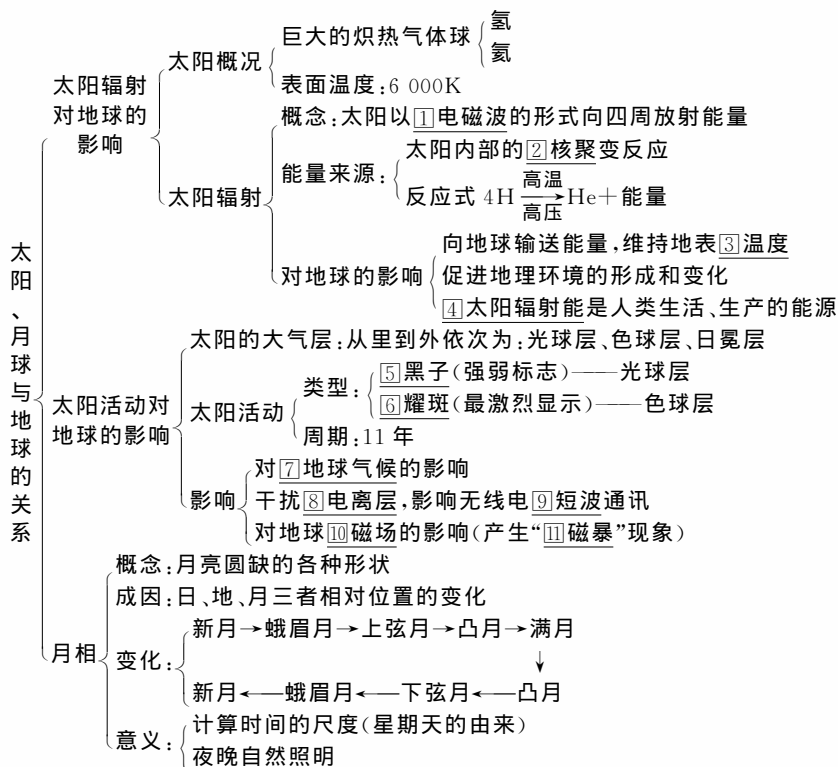 太阳、月球与地球的关系
太阳辐射对地球的影响
太阳概况
巨大的炽热气体球
氢
氦
表面温度:6 000K
太阳辐射
概念:太阳以1电磁波的形式向四周放射能量
能量来源:
太阳内部的2核聚变反应
反应式 4H 高温 高压 → He+能量
对地球的影响
向地球输送能量,维持地表3温度
促进地理环境的形成和变化
4太阳辐射能是人类生活、生产的能源
太阳活动对地球的影响
太阳的大气层:从里到外依次为:光球层、色球层、日冕层
太阳活动
类型:
5黑子(强弱标志)——光球层
6耀斑(最激烈显示)——色球层
周期:11 年
影响
对7地球气候的影响
干扰8电离层,影响无线电9短波通讯
对地球10磁场的影响(产生“11磁暴”现象)
月相
概念:月亮圆缺的各种形状
成因:日、地、月三者相对位置的变化
变化:
新月→蛾眉月→上弦月→凸月→满月
↓
新月←蛾眉月←下弦月←凸月
意义:
计算时间的尺度(星期天的由来)
夜晚自然照明